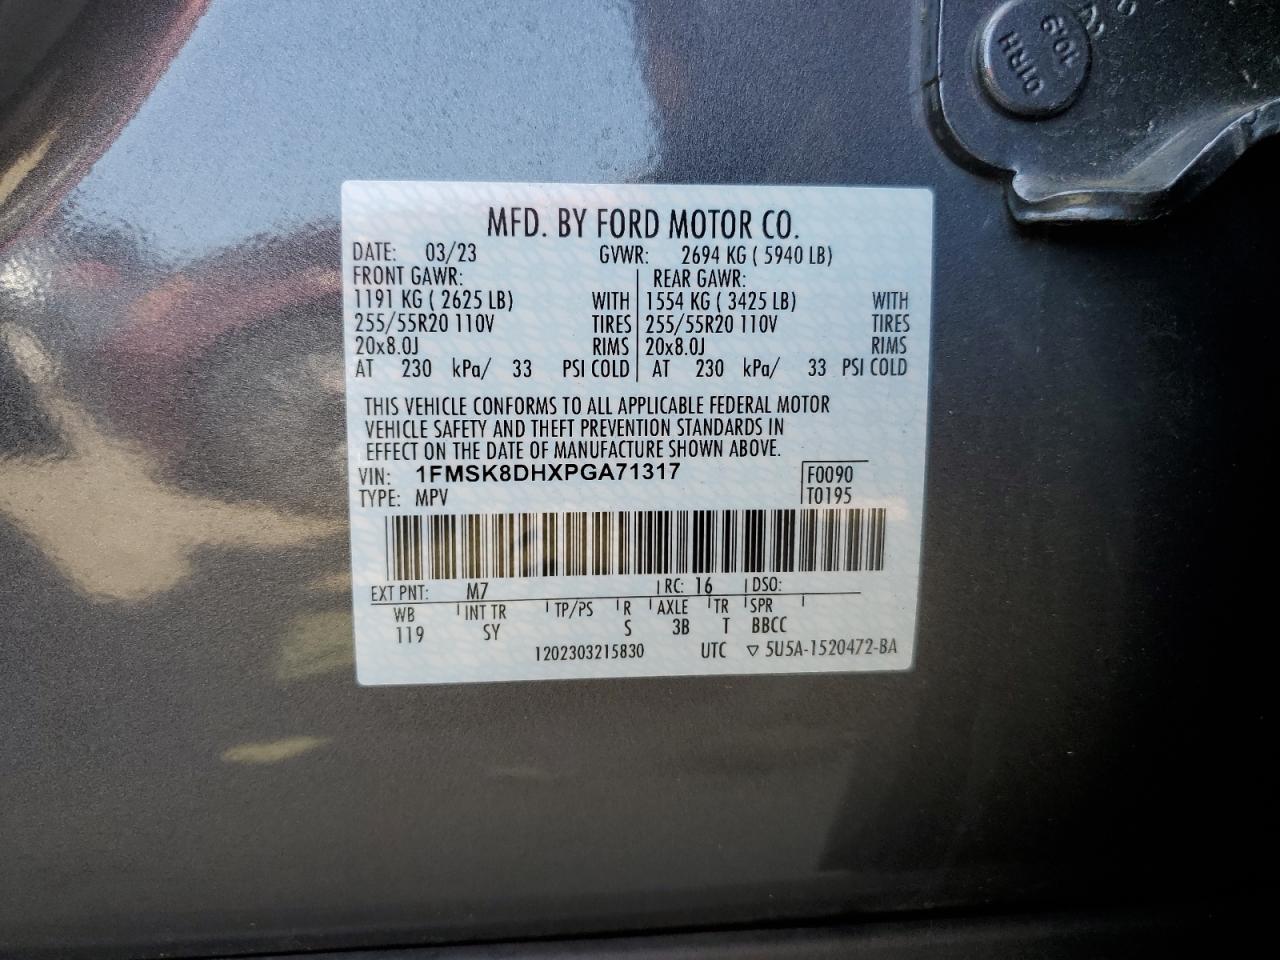 10.9
01RH
MFD. BY FORD MOTOR CO.
DATE: 03/23 GVWR: 2694 KG ( 5940 LB)
FRONT GAWR: REAR GAWR:
1191 KG ( 2625 LB) WITH 1554 KG ( 3425 LB) WITH
255/55R20 110V TIRES 255/55R20 110V TIRES
20x8.0J RIMS 20x8.0J RIMS
AT 230 kPa/ 33 PSI COLD AT 230 kPa/ 33 PSI COLD
THIS VEHICLE CONFORMS TO ALL APPLICABLE FEDERAL MOTOR
VEHICLE SAFETY AND THEFT PREVENTION STANDARDS IN
EFFECT ON THE DATE OF MANUFACTURE SHOWN ABOVE.
VIN: 1FMSK8DHXPGA71317 F0090
TYPE: MPV T0195
EXT PNT: M7 RC: 16 DSO:
WB INT TR TP/PS R AXLE TR SPR
119 SY S 3B T BBCC
1202303215830 UTC ▽ 5U5A-1520472-BA